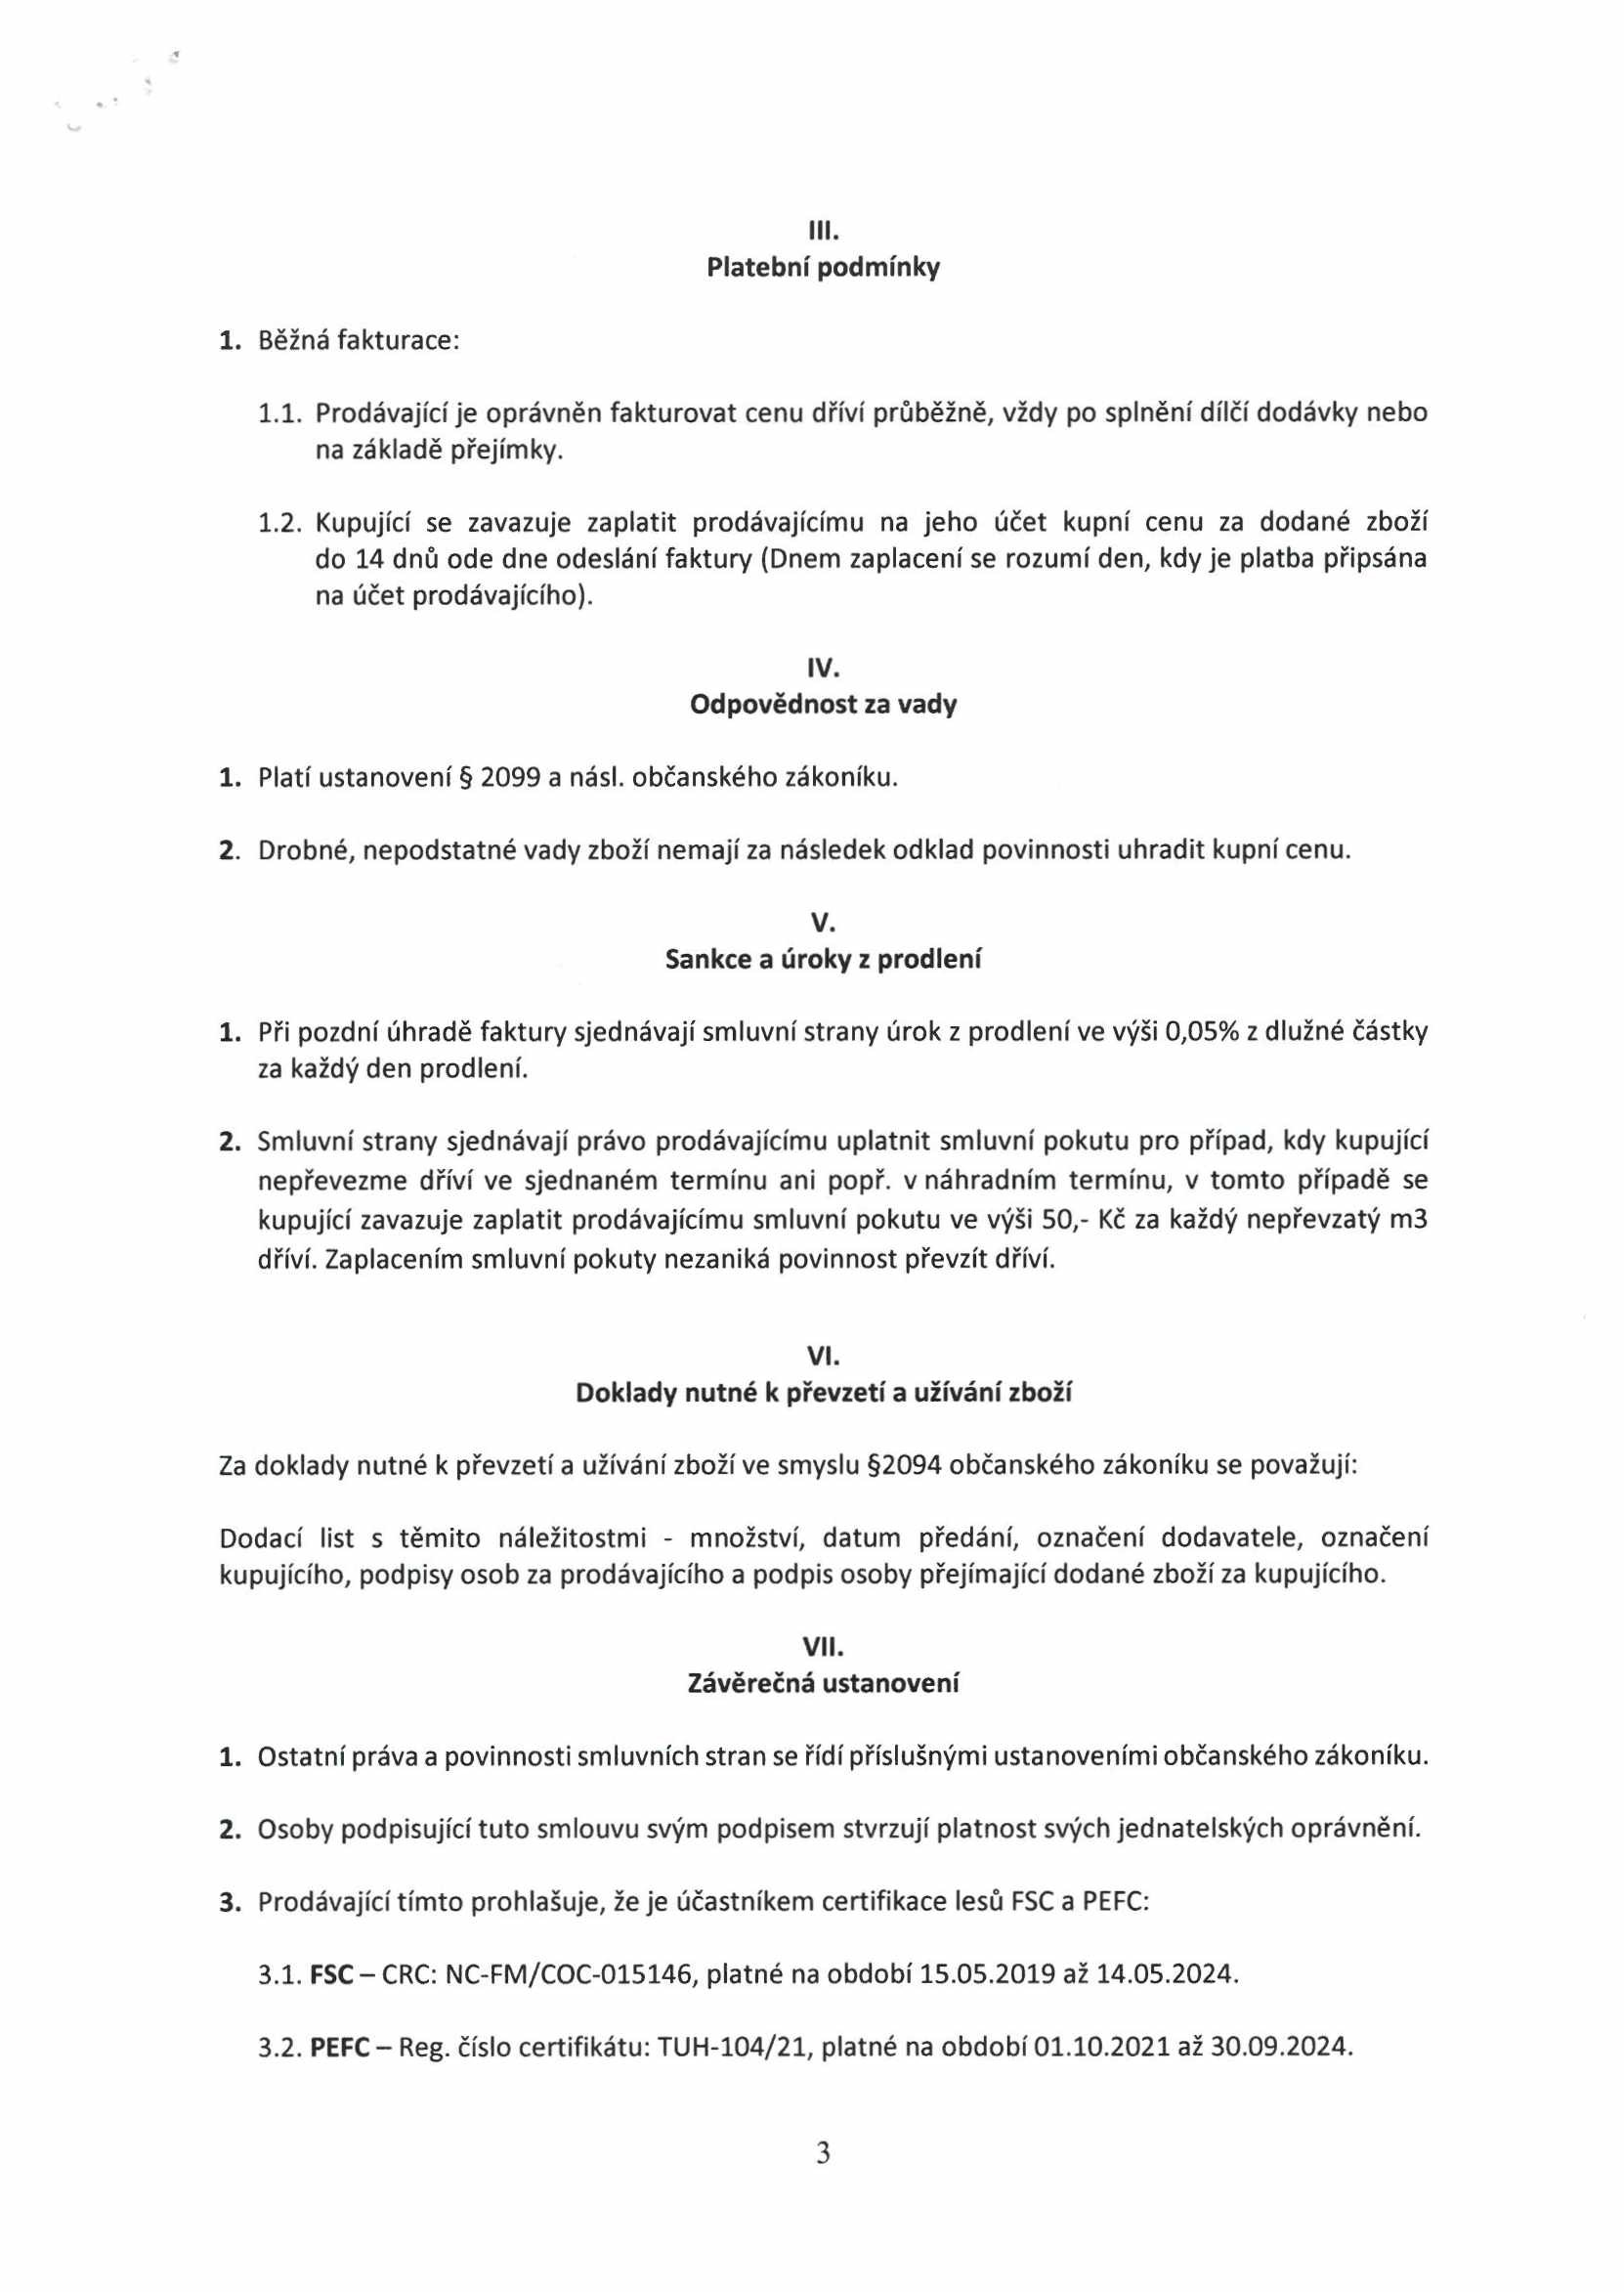 III.
Platební podmínky
1. Běžná fakturace:
1.1. Prodávající je oprávněn fakturovat cenu dříví průběžně, vždy po splnění dílčí dodávky nebo
na základě přejímky.
1.2. Kupující se zavazuje zaplatit prodávajícímu na jeho účet kupní cenu za dodané zboží
do 14 dnů ode dne odeslání faktury (Dnem zaplacení se rozumí den, kdy je platba připsána
na účet prodávajícího).
IV.
Odpovědnost za vady
1. Platí ustanovení § 2099 a násl. občanského zákoníku.
2. Drobné, nepodstatné vady zboží nemají za následek odklad povinnosti uhradit kupní cenu.
V.
Sankce a úroky z prodlení
1. Při pozdní úhradě faktury sjednávají smluvní strany úrok z prodlení ve výši 0,05% z dlužné částky
za každý den prodlení.
2. Smluvní strany sjednávají právo prodávajícímu uplatnit smluvní pokutu pro případ, kdy kupující
nepřevezme dříví ve sjednaném termínu ani popř. v náhradním termínu, v tomto případě se
kupující zavazuje zaplatit prodávajícímu smluvní pokutu ve výši 50,- Kč za každý nepřevzatý m3
dříví. Zaplacením smluvní pokuty nezaniká povinnost převzít dříví.
VI.
Doklady nutné k převzetí a užívání zboží
Za doklady nutné k převzetí a užívání zboží ve smyslu §2094 občanského zákoníku se považují:
Dodací list s těmito náležitostmi - množství, datum předání, označení dodavatele, označení
kupujícího, podpisy osob za prodávajícího a podpis osoby přejímající dodané zboží za kupujícího.
VII.
Závěrečná ustanovení
1. Ostatní práva a povinnosti smluvních stran se řídí příslušnými ustanoveními občanského zákoníku.
2. Osoby podpisující tuto smlouvu svým podpisem stvrzují platnost svých jednatelských oprávnění.
3. Prodávající tímto prohlašuje, že je účastníkem certifikace lesů FSC a PEFC:
3.1. FSC – CRC: NC-FM/COC-015146, platné na období 15.05.2019 až 14.05.2024.
3.2. PEFC – Reg. číslo certifikátu: TUH-104/21, platné na období 01.10.2021 až 30.09.2024.
3